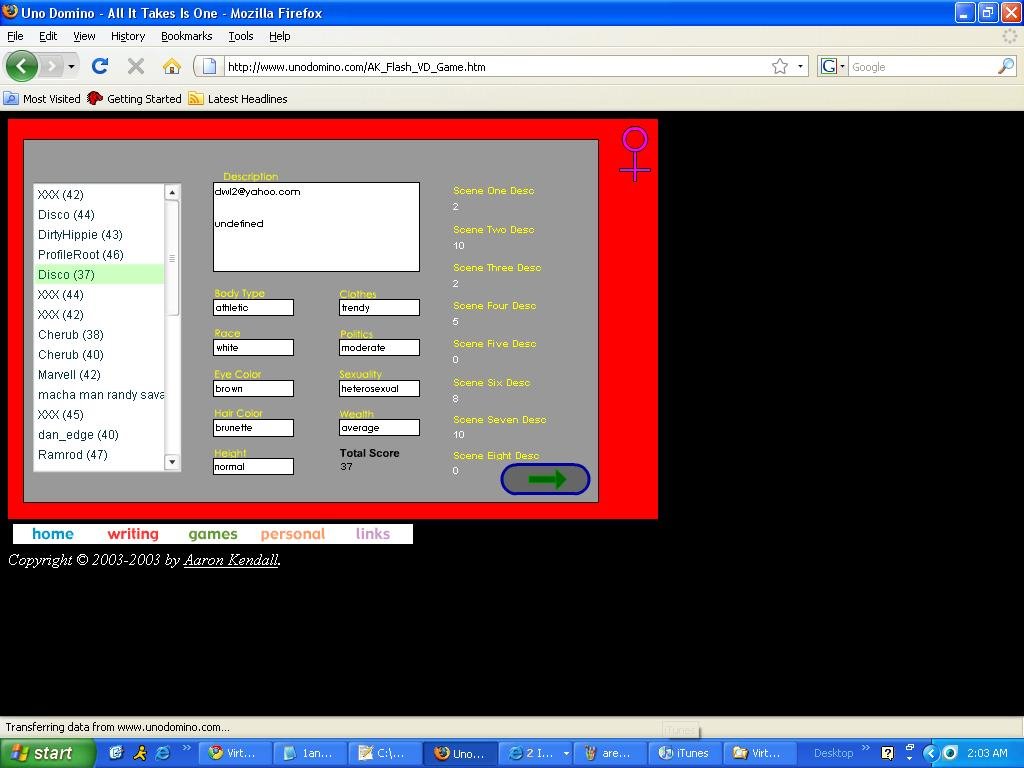 Uno Domino - All It Takes Is One - Mozilla Firefox
File Edit View History Bookmarks Tools Help
http://www.unodomino.com/AK_Flash_VD_Game.htm
G Google
Most Visited Getting Started Latest Headlines
XXX (42)
Disco (44)
DirtyHippie (43)
ProfileRoot (46)
Disco (37)
XXX (44)
XXX (42)
Cherub (38)
Cherub (40)
Marvell (42)
macha man randy sava
XXX (45)
dan_edge (40)
Ramrod (47)
Description
dwl2@yahoo.com
undefined
Body Type
athletic
Race
white
Eye Color
brown
Hair Color
brunette
Height
normal
Clothes
trendy
Politics
moderate
Sexuality
heterosexual
Wealth
average
Total Score
37
Scene One Desc
2
Scene Two Desc
10
Scene Three Desc
2
Scene Four Desc
5
Scene Five Desc
0
Scene Six Desc
8
Scene Seven Desc
10
Scene Eight Desc
0
home writing games personal links
Copyright © 2003-2003 by Aaron Kendall.
Transferring data from www.unodomino.com...
iTunes
start Virt... 1an... C:\... Uno... 2 I... are... iTunes Virt... Desktop 2:03 AM